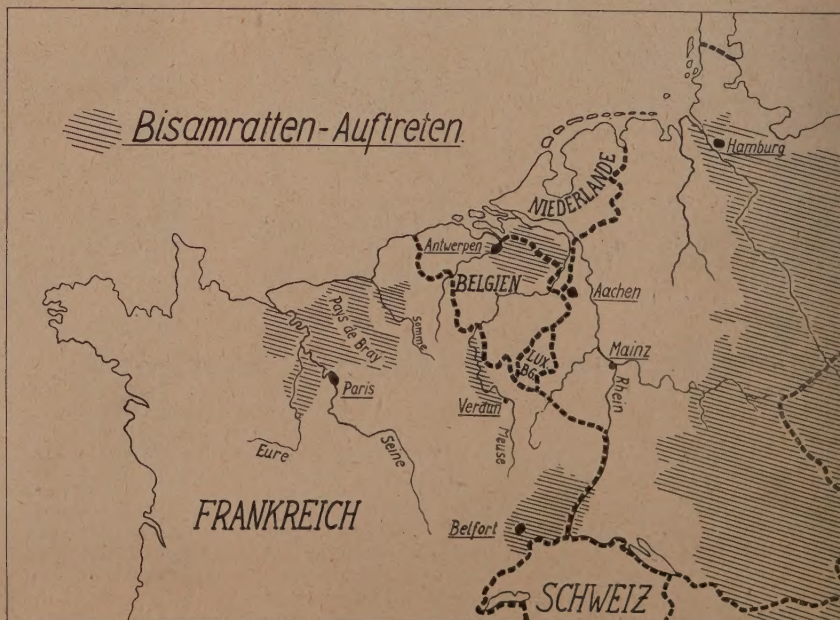 Bisamratten-Auftreten.
Hamburg
NIEDERLANDE
Antwerpen
BELGIEN
Aachen
Pays de Bray
Somme
LUX
BG.
Mainz
Rhein
Paris
Verdun
Meuse
Eure
Seine
FRANKREICH
Belfort
SCHWEIZ